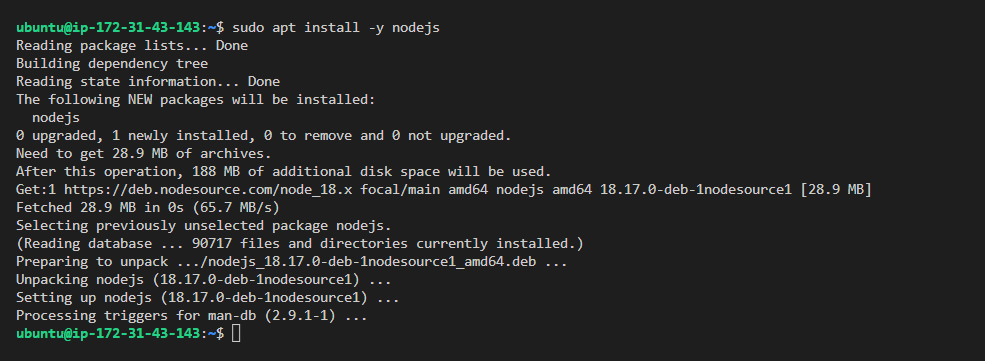 ubuntu@ip-172-31-43-143:~$ sudo apt install -y nodejs
Reading package lists... Done
Building dependency tree
Reading state information... Done
The following NEW packages will be installed:
  nodejs
0 upgraded, 1 newly installed, 0 to remove and 0 not upgraded.
Need to get 28.9 MB of archives.
After this operation, 188 MB of additional disk space will be used.
Get:1 https://deb.nodesource.com/node_18.x focal/main amd64 nodejs amd64 18.17.0-deb-1nodesource1 [28.9 MB]
Fetched 28.9 MB in 0s (65.7 MB/s)
Selecting previously unselected package nodejs.
(Reading database ... 90717 files and directories currently installed.)
Preparing to unpack .../nodejs_18.17.0-deb-1nodesource1_amd64.deb ...
Unpacking nodejs (18.17.0-deb-1nodesource1) ...
Setting up nodejs (18.17.0-deb-1nodesource1) ...
Processing triggers for man-db (2.9.1-1) ...
ubuntu@ip-172-31-43-143:~$